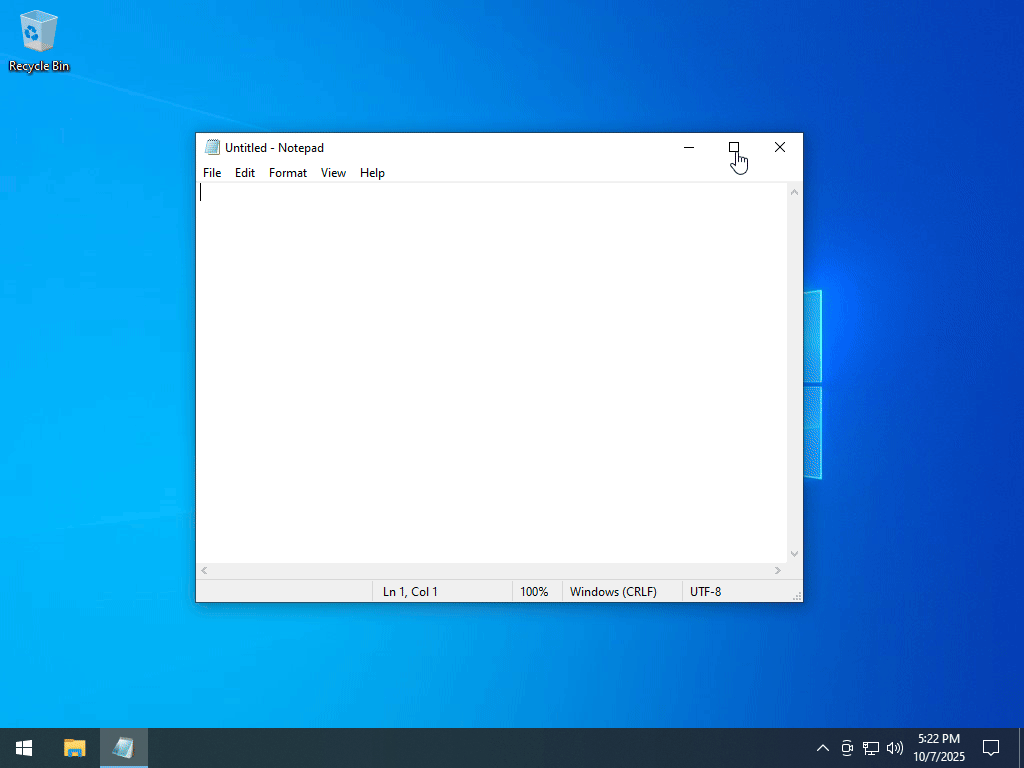 Recycle Bin
Untitled - Notepad
File Edit Format View Help
Ln 1, Col 1 100% Windows (CRLF) UTF-8
5:22 PM
10/7/2025